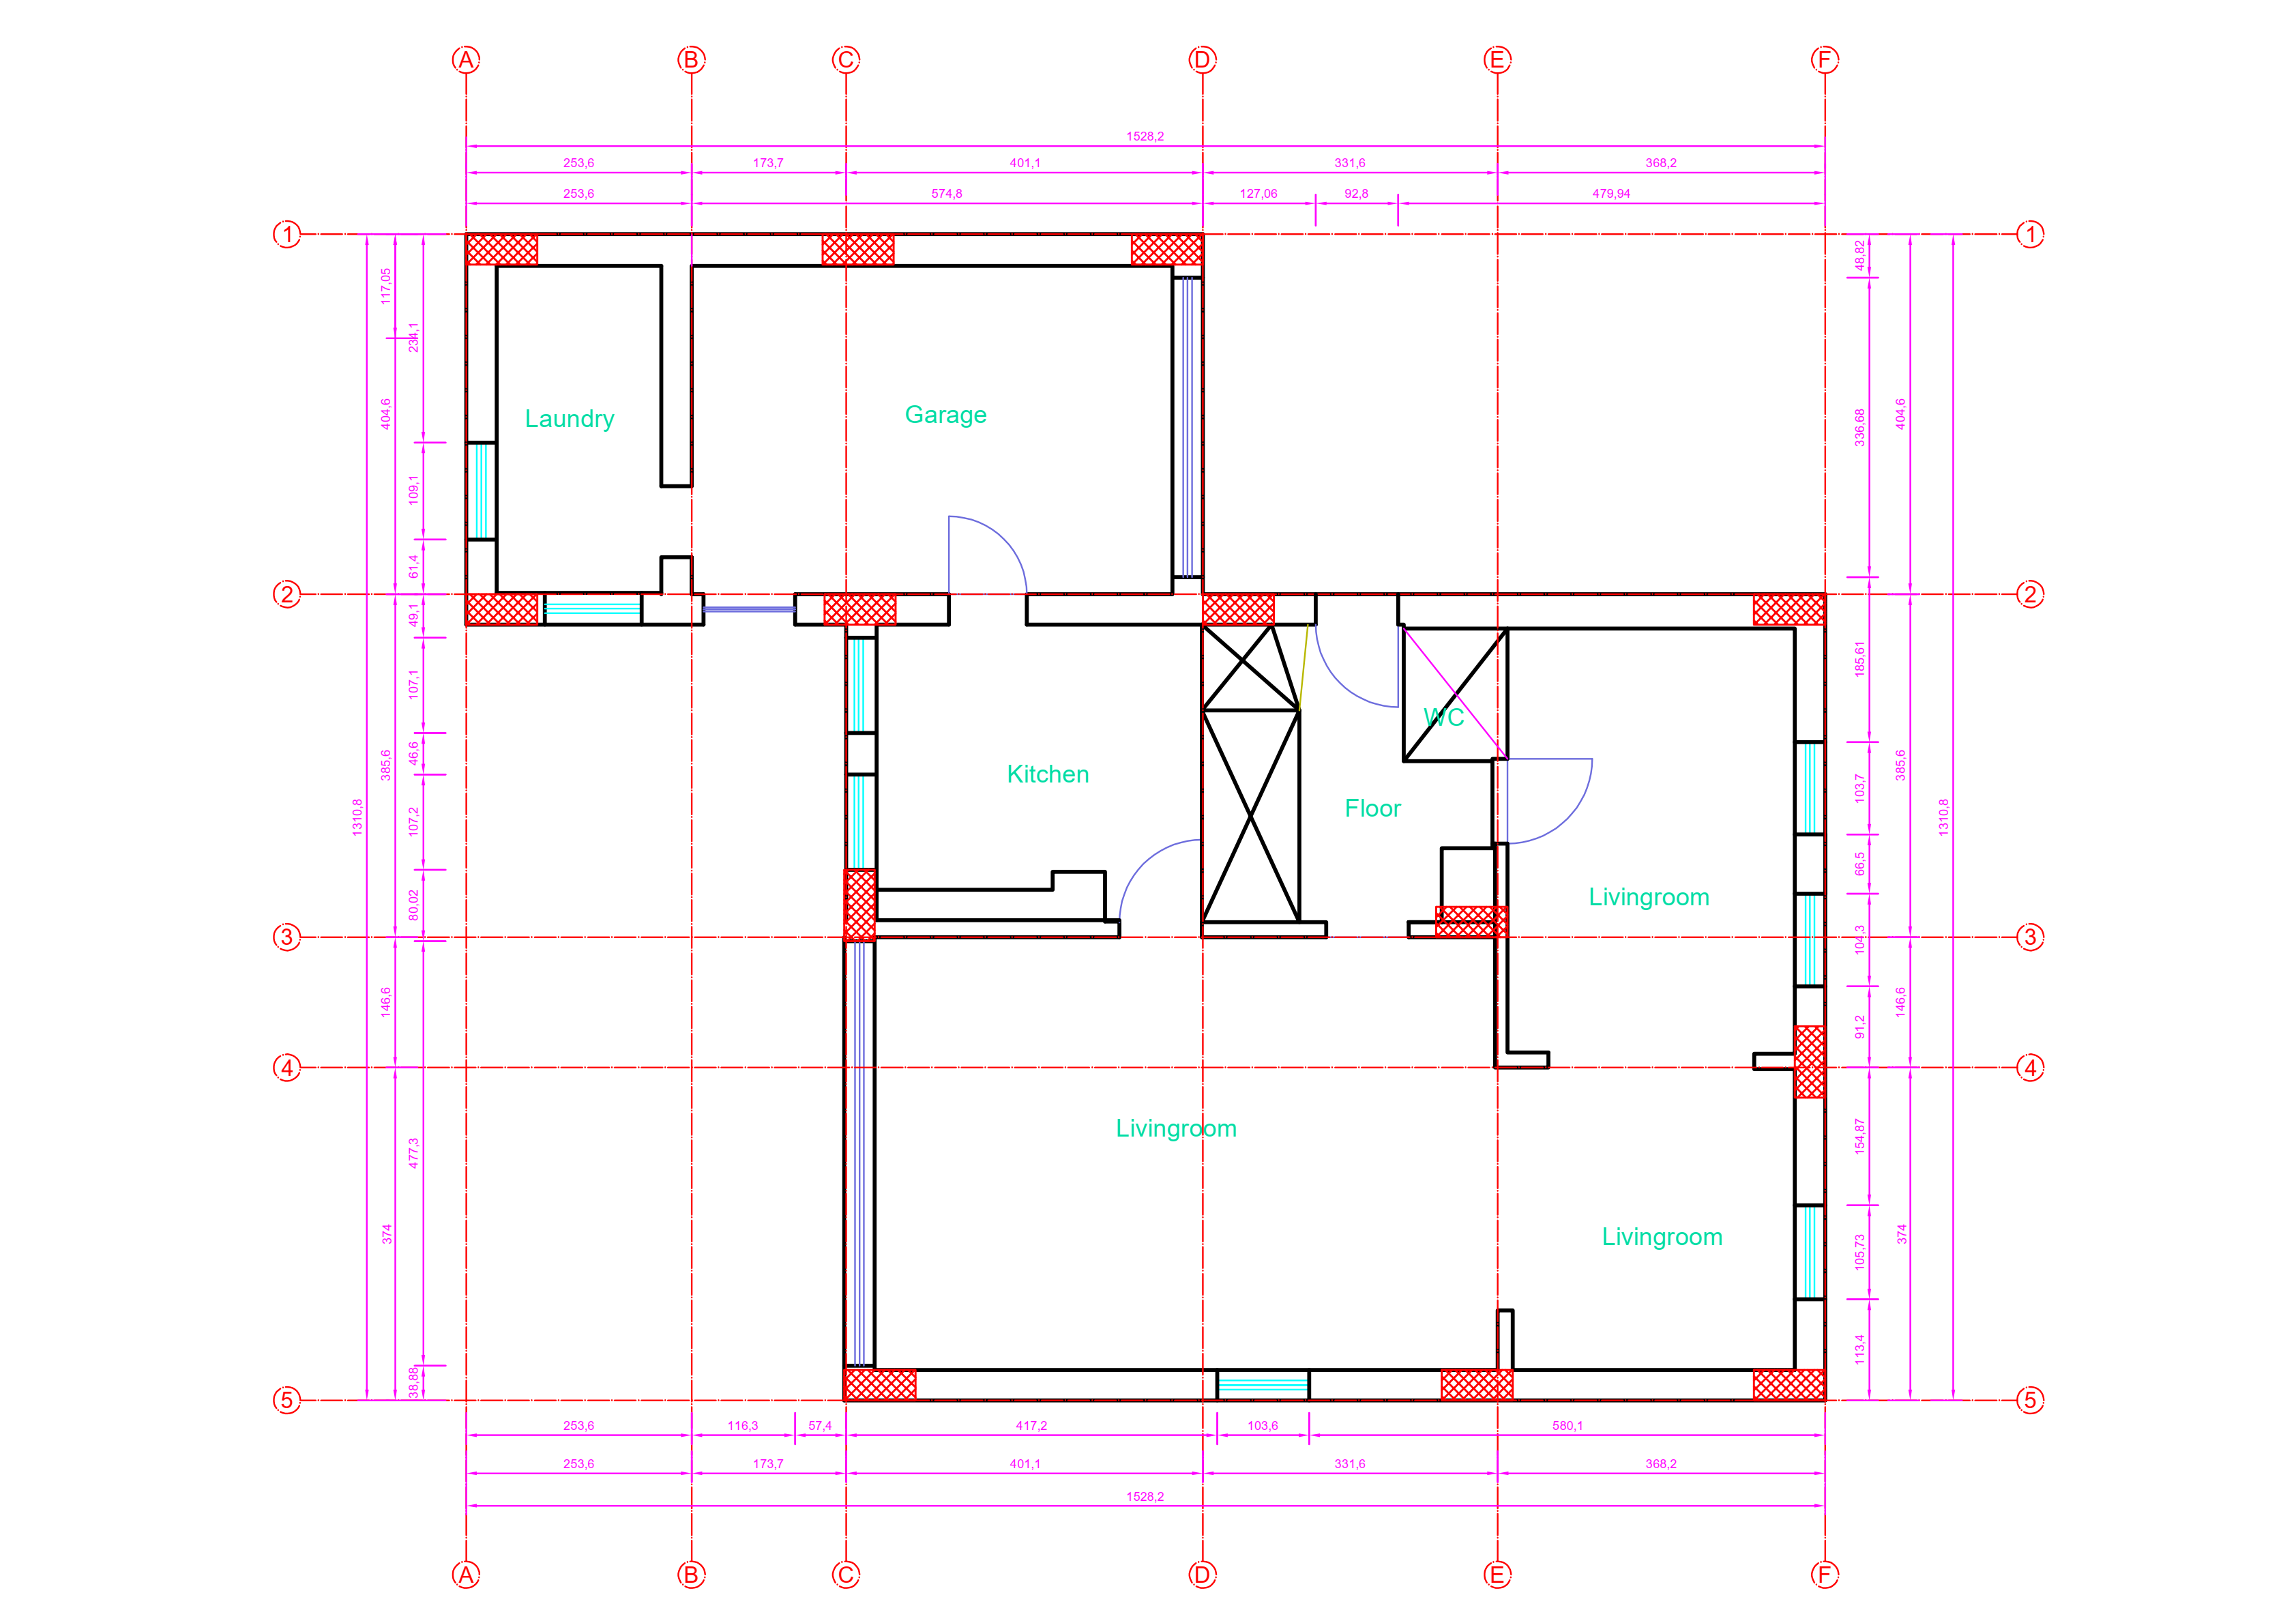 A B C D E F
1528,2
253,6 173,7 401,1 331,6 368,2
253,6 574,8 127,06 92,8 479,94
1 1
117,05
234,1
48,82
404,6
336,68
404,6
Laundry
Garage
109,1
61,4
2 2
49,1
107,1
185,61
WC
46,6
385,6
Kitchen
103,7
385,6
1310,8
107,2
Floor
1310,8
66,5
80,02
Livingroom
3 3
104,3
146,6
91,2
146,6
4 4
477,3
Livingroom
154,87
374
Livingroom
105,73
374
113,4
38,88
5 5
253,6 116,3 57,4 417,2 103,6 580,1
253,6 173,7 401,1 331,6 368,2
1528,2
A B C D E F